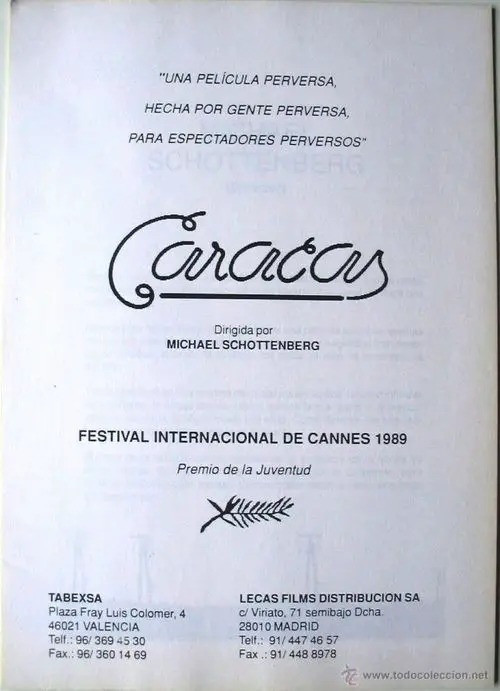 "UNA PELÍCULA PERVERSA,
HECHA POR GENTE PERVERSA,
PARA ESPECTADORES PERVERSOS"
SCHOTTENBERG
Caracas
Dirigida por
MICHAEL SCHOTTENBERG
FESTIVAL INTERNACIONAL DE CANNES 1989
Premio de la Juventud
TABEXSA
Plaza Fray Luis Colomer, 4
46021 VALENCIA
Telf.: 96/ 369 45 30
Fax.: 96/ 360 14 69
LECAS FILMS DISTRIBUCION SA
c/ Viriato, 71 semibajo Dcha.
28010 MADRID
Telf.: 91/ 447 46 57
Fax .: 91/ 448 8978
© www.todocoleccion.net